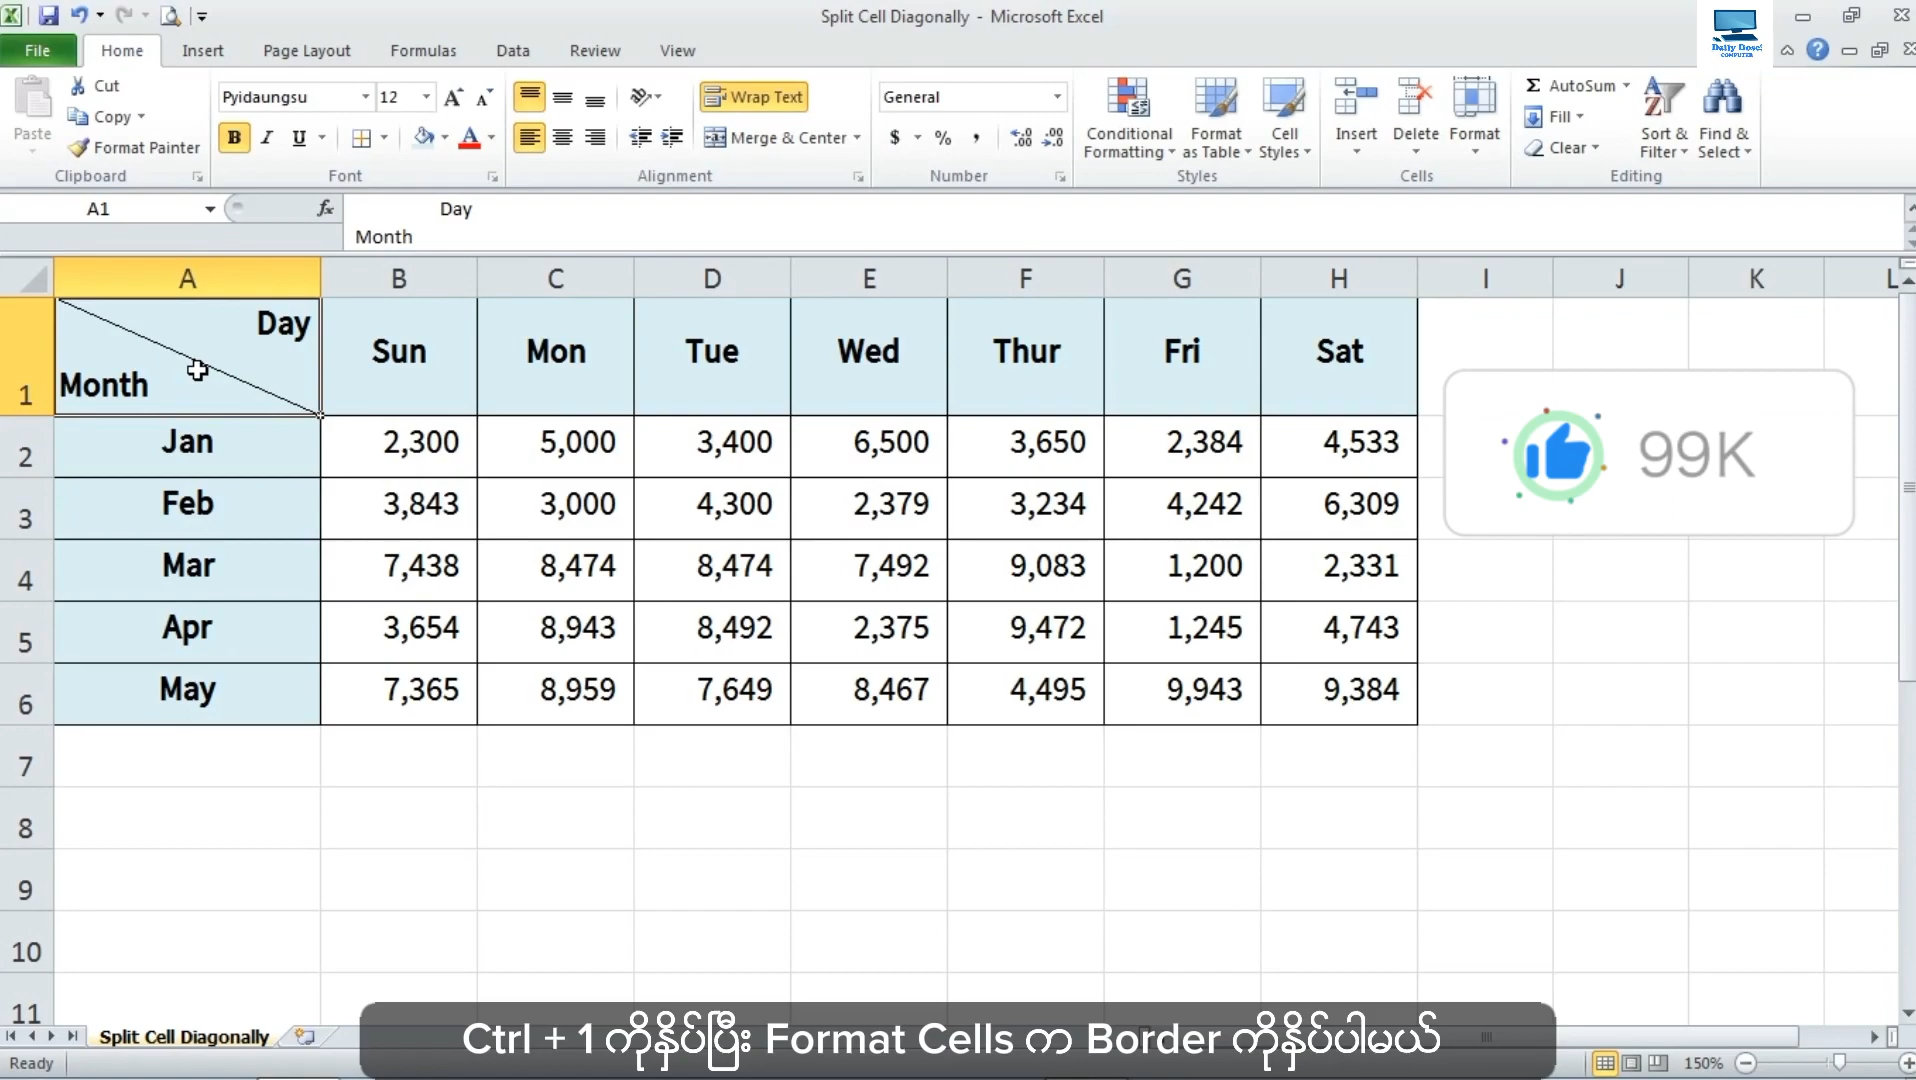 Split Cell Diagonally - Microsoft Excel
Daily Dose!
COMPUTER
File Home Insert Page Layout Formulas Data Review View
Cut
Copy
Format Painter
Paste
Clipboard
Pyidaungsu 12
B I U A
Font
Wrap Text
Merge & Center
Alignment
General
$ % ,
Number
Conditional Formatting
Format as Table
Cell Styles
Styles
Insert Delete Format
Cells
AutoSum
Fill
Clear
Sort & Filter
Find & Select
Editing
A1 fx Day
Month
A B C D E F G H I J K L
1 Day Month Sun Mon Tue Wed Thur Fri Sat
2 Jan 2,300 5,000 3,400 6,500 3,650 2,384 4,533
3 Feb 3,843 3,000 4,300 2,379 3,234 4,242 6,309
4 Mar 7,438 8,474 8,474 7,492 9,083 1,200 2,331
5 Apr 3,654 8,943 8,492 2,375 9,472 1,245 4,743
6 May 7,365 8,959 7,649 8,467 4,495 9,943 9,384
99K
7
8
9
10
11
Split Cell Diagonally
Ctrl + 1 ကိုနှိပ်ပြီး Format Cells က Border ကိုနှိပ်ပါမယ်
Ready 150%